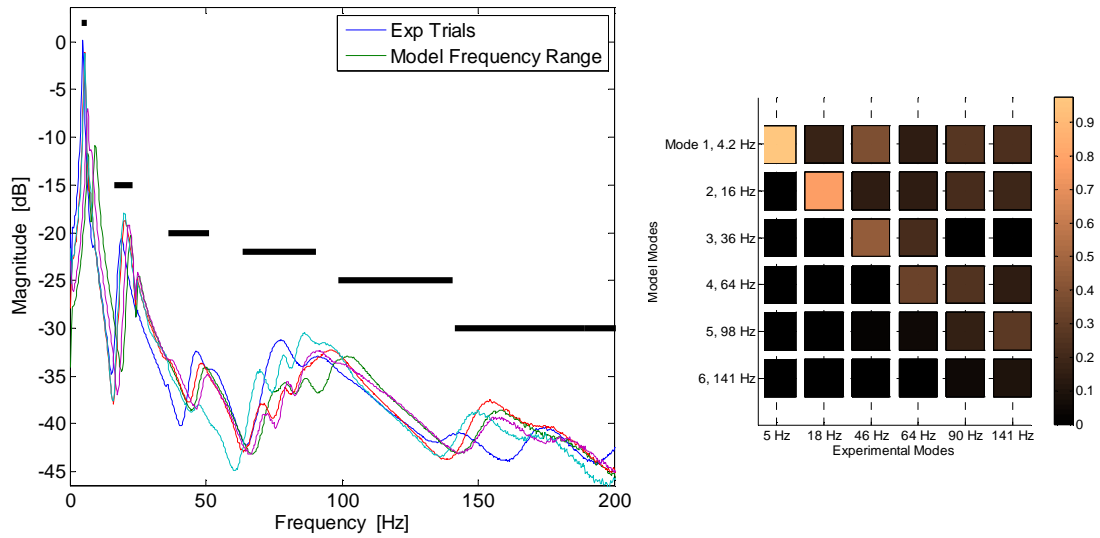 Exp Trials
Model Frequency Range
0
-5
-10
-15
-20
-25
-30
-35
-40
-45
Magnitude [dB]
0
50
100
150
200
Frequency [Hz]
Mode 1, 4.2 Hz
2, 16 Hz
3,36 Hz
4, 64 Hz
5, 98 Hz
6, 141 Hz
Model Modes
5 Hz
18 Hz
46 Hz
64 Hz
90 Hz
141 Hz
Experimental Modes
0.9
0.8
0.7
0.6
0.5
0.4
0.3
0.2
0.1
0